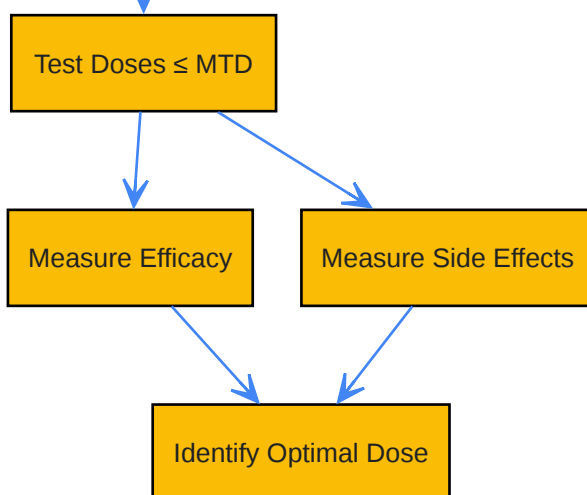 Test Doses ≤ MTD
Measure Efficacy
Measure Side Effects
Identify Optimal Dose